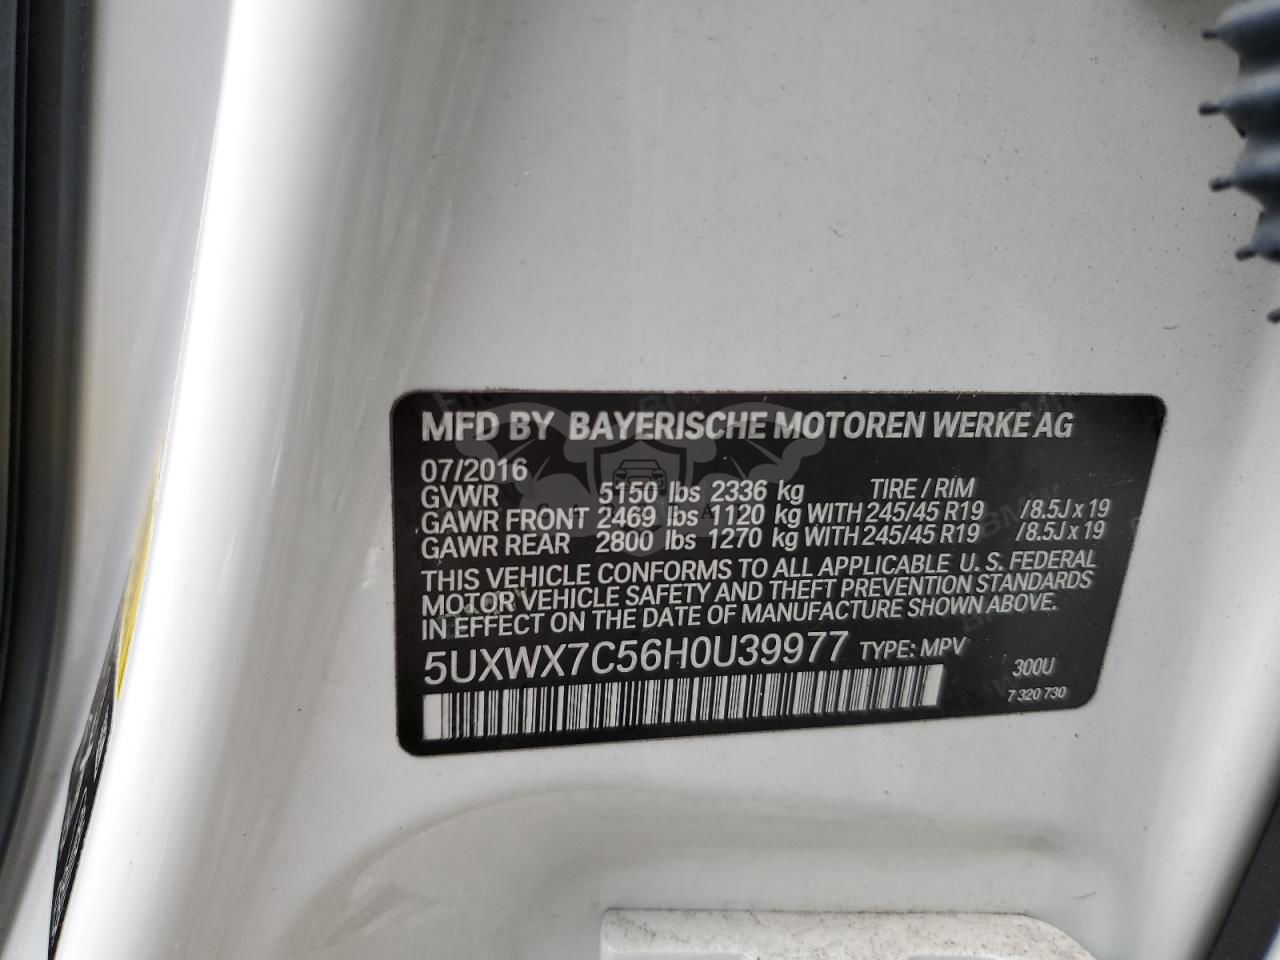 MFD BY BAYERISCHE MOTOREN WERKE AG
07/2016
GVWR 5150 lbs 2336 kg TIRE / RIM
GAWR FRONT 2469 lbs 1120 kg WITH 245/45 R19 /8.5J x 19
GAWR REAR 2800 lbs 1270 kg WITH 245/45 R19 /8.5J x 19
THIS VEHICLE CONFORMS TO ALL APPLICABLE U.S. FEDERAL
MOTOR VEHICLE SAFETY AND THEFT PREVENTION STANDARDS
IN EFFECT ON THE DATE OF MANUFACTURE SHOWN ABOVE.
5UXWX7C56H0U39977 TYPE: MPV
300U
7 320 730